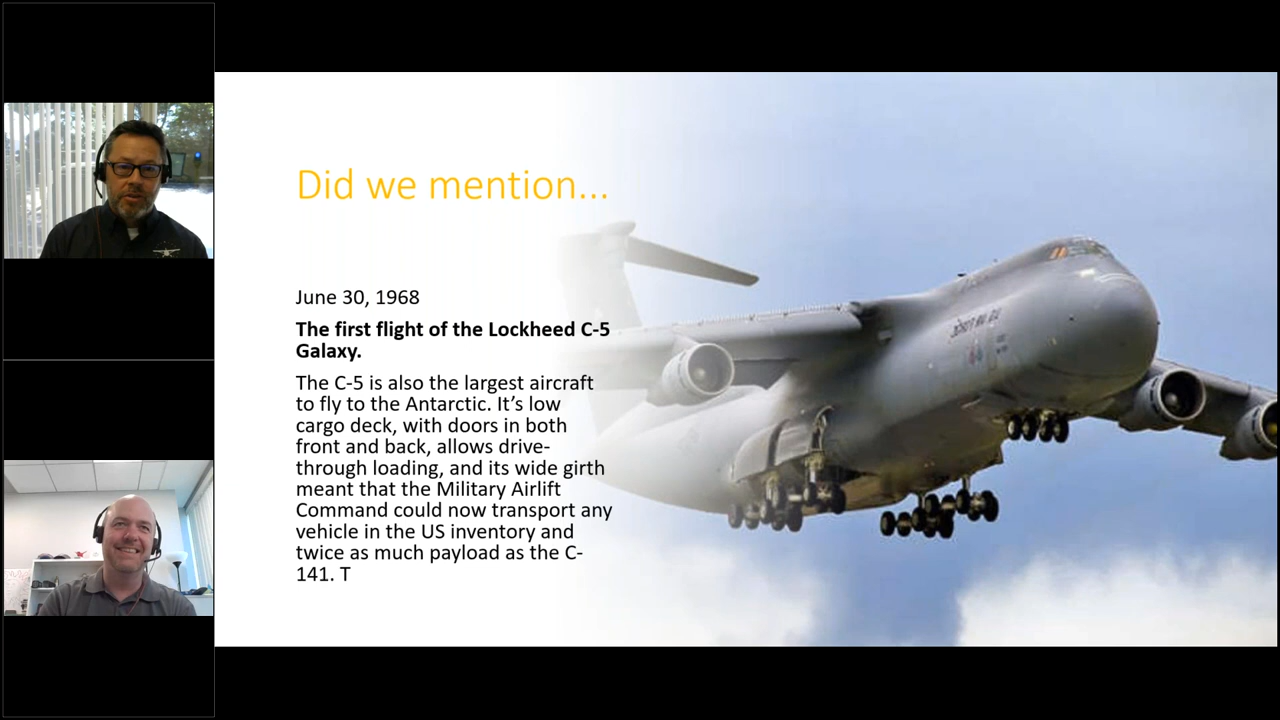 Did we mention...
June 30, 1968
The first flight of the Lockheed C-5
Galaxy.
The C-5 is also the largest aircraft
to fly to the Antarctic. It’s low
cargo deck, with doors in both
front and back, allows drive-
through loading, and its wide girth
meant that the Military Airlift
Command could now transport any
vehicle in the US inventory and
twice as much payload as the C-
141. T